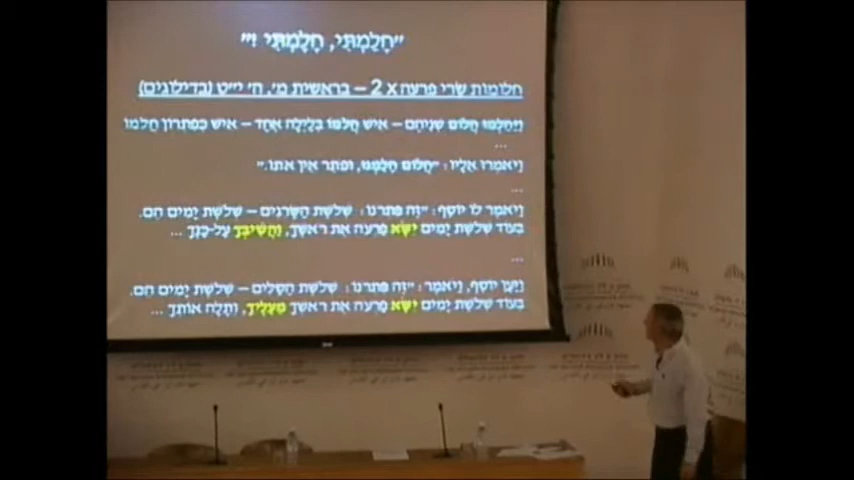 "חָלַמְתִּי, חָלָמְתִּי !"
חלומות שָׂרֵי פרעה 2x – בראשית מ', ה'-י"ט (בדילוגים)
וַיַּחַלְמוּ חֲלוֹם שְׁנֵיהֶם – אִישׁ חֲלֹמוֹ בְּלַיְלָה אֶחָד – אִישׁ כְּפִתְרוֹן חֲלֹמוֹ
...
וַיֹּאמְרוּ אֵלָיו: "חֲלוֹם חָלַמְנוּ, וּפֹתֵר אֵין אֹתוֹ."
...
וַיֹּאמֶר לוֹ יוֹסֵף: "זֶה פִּתְרֹנוֹ: שְׁלֹשֶׁת הַשָּׂרִגִים – שְׁלֹשֶׁת יָמִים הֵם.
בְּעוֹד שְׁלֹשֶׁת יָמִים יִשָּׂא פַרְעֹה אֶת רֹאשֶׁךָ, וַהֲשִׁיבְךָ עַל-כַּנֶּךָ ...
...
וַיַּעַן יוֹסֵף, וַיֹּאמֶר: "זֶה פִּתְרֹנוֹ: שְׁלֹשֶׁת הַסַּלִּים – שְׁלֹשֶׁת יָמִים הֵם.
בְּעוֹד שְׁלֹשֶׁת יָמִים יִשָּׂא פַרְעֹה אֶת רֹאשְׁךָ מֵעָלֶיךָ, וְתָלָה אוֹתְךָ ...